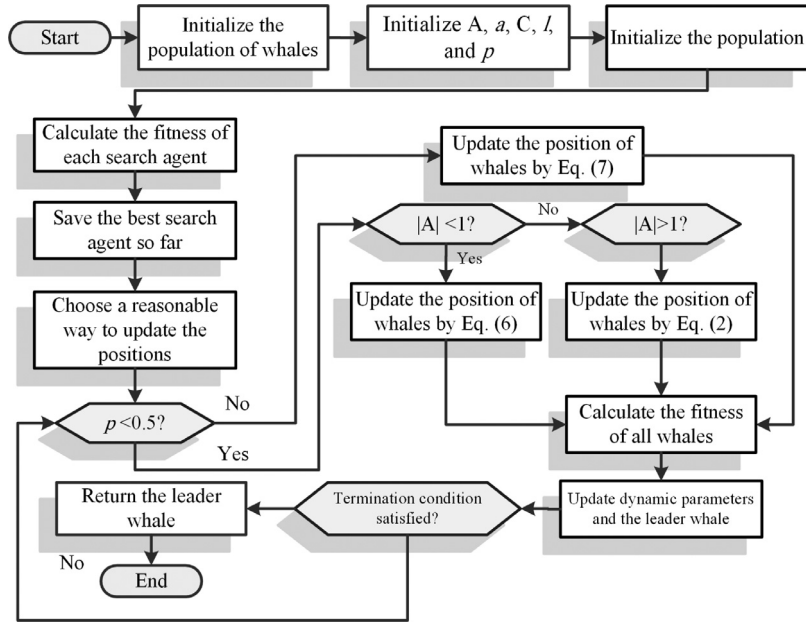 Start
Initialize the
population of whales
Initialize A, a, C, l,
and p
Initialize the population
Calculate the fitness of
each search agent
Update the position of
whales by Eq. (7)
Save the best search
agent so far
|A| <1?
No
|A|>1?
Yes
Choose a reasonable
way to update the
positions
Update the position of
whales by Eq. (6)
Update the position of
whales by Eq. (2)
p <0.5?
No
Yes
Calculate the fitness
of all whales
Return the leader
whale
Termination condition
satisfied?
Update dynamic parameters
and the leader whale
No
End